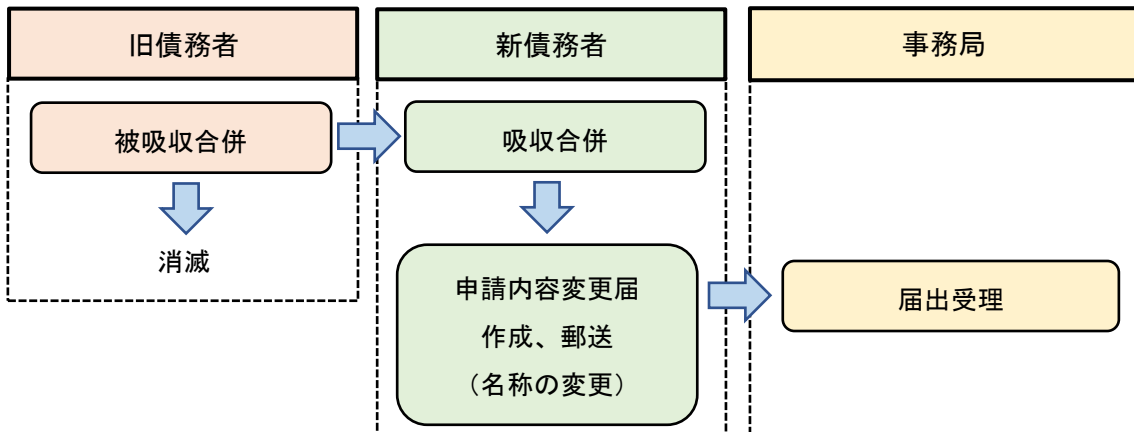 旧債務者
新債務者
事務局
被吸収合併
吸収合併
消滅
申請内容変更届
作成、郵送
（名称の変更）
届出受理